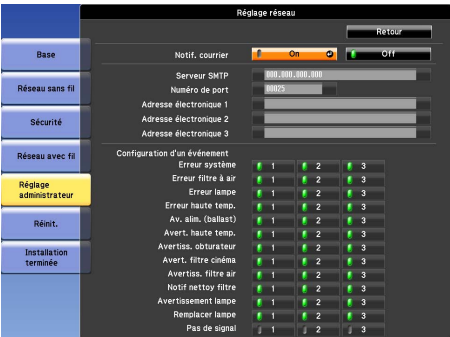 Réglage réseau
Retour
Base
Réseau sans fil
Sécurité
Réseau avec fil
Réglage
administrateur
Réinit.
Installation
terminée
Notif. courrier On Off
Serveur SMTP 000.000.000.000
Numéro de port 00025
Adresse électronique 1
Adresse électronique 2
Adresse électronique 3
Configuration d'un événement
Erreur système 1 2 3
Erreur filtre à air 1 2 3
Erreur lampe 1 2 3
Erreur haute temp. 1 2 3
Av. alim. (ballast) 1 2 3
Avert. haute temp. 1 2 3
Avertiss. obturateur 1 2 3
Avert. filtre cinéma 1 2 3
Avertiss. filtre air 1 2 3
Notif nettoy filtre 1 2 3
Avertissement lampe 1 2 3
Remplacer lampe 1 2 3
Pas de signal 1 2 3